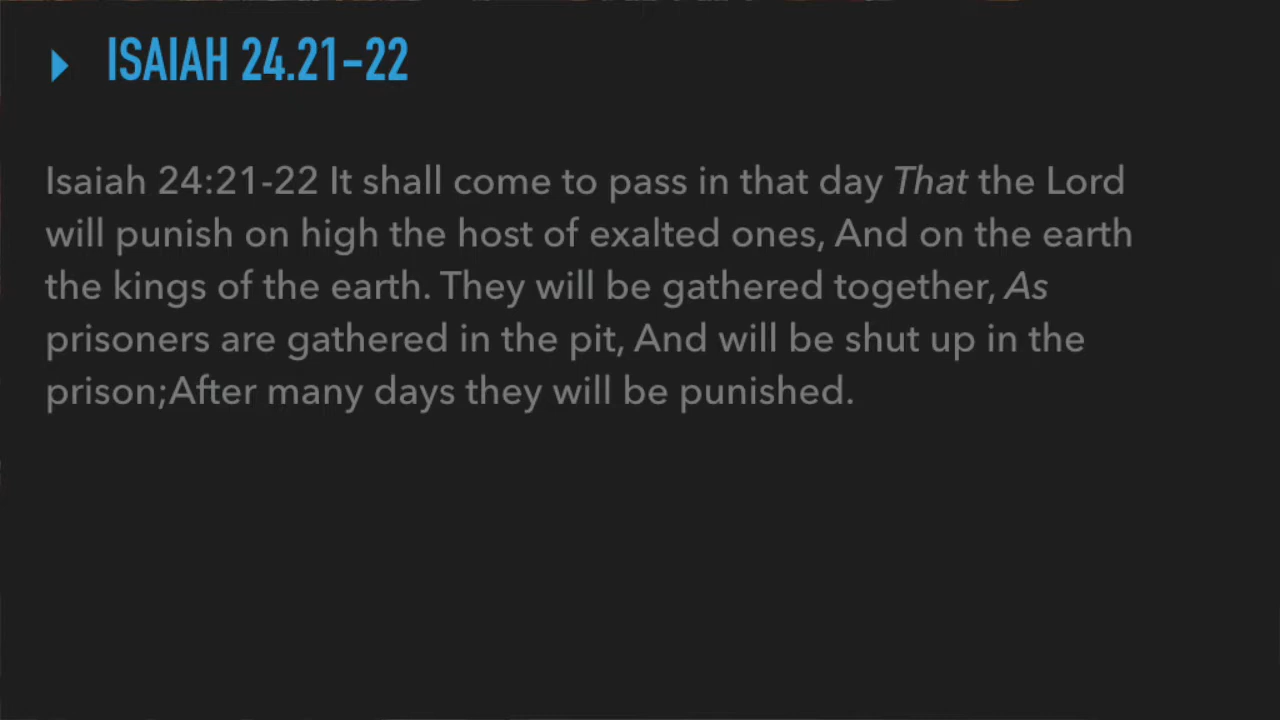 ISAIAH 24.21–22
Isaiah 24:21-22 It shall come to pass in that day That the Lord
will punish on high the host of exalted ones, And on the earth
the kings of the earth. They will be gathered together, As
prisoners are gathered in the pit, And will be shut up in the
prison;After many days they will be punished.